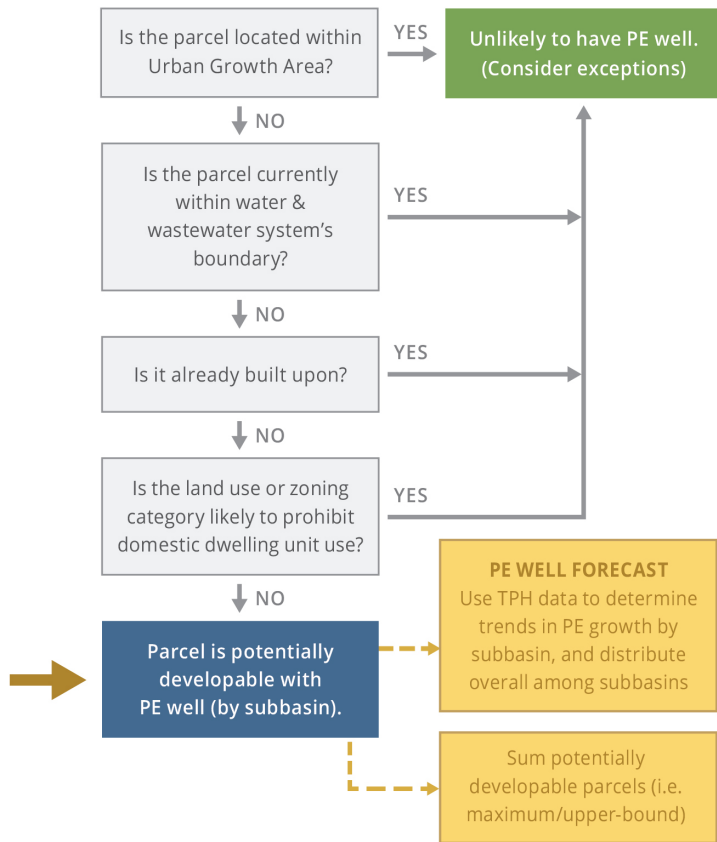 Is the parcel located within
Urban Growth Area?
YES
Unlikely to have PE well.
(Consider exceptions)
NO
Is the parcel currently
within water &
wastewater system’s
boundary?
YES
NO
Is it already built upon?
YES
NO
Is the land use or zoning
category likely to prohibit
domestic dwelling unit use?
YES
NO
Parcel is potentially
developable with
PE well (by subbasin).
PE WELL FORECAST
Use TPH data to determine
trends in PE growth by
subbasin, and distribute
overall among subbasins
Sum potentially
developable parcels (i.e.
maximum/upper-bound)